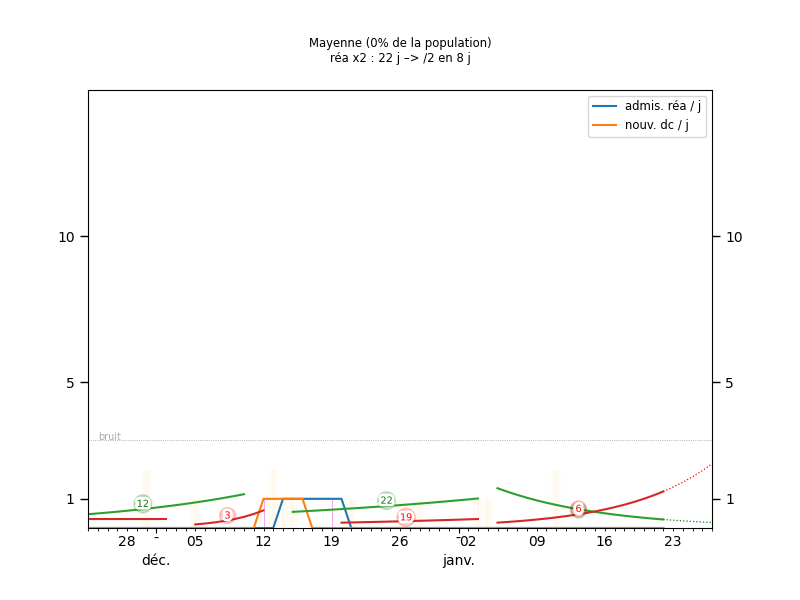 Mayenne (0% de la population)
réa x2 : 22 j –> /2 en 8 j
admis. réa / j
nouv. dc / j
10
10
5
5
bruit
1
1
12
3
22
19
6
28
05
12
19
26
02
09
16
23
déc.
janv.